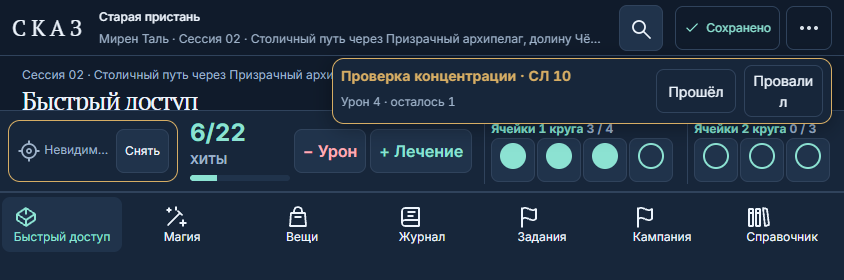 СКАЗ
Старая пристань
Мирен Таль · Сессия 02 · Столичный путь через Призрачный архипелаг, долину Чё...
Сохранено
Сессия 02 · Столичный путь через Призрачный архи
Быстрый доступ
Проверка концентрации · СЛ 10
Урон 4 · осталось 1
Прошёл
Провали
л
Невидим...
Снять
6/22
хиты
− Урон
+ Лечение
Ячейки 1 круга 3 / 4
Ячейки 2 круга 0 / 3
Быстрый доступ
Магия
Вещи
Журнал
Задания
Кампания
Справочник